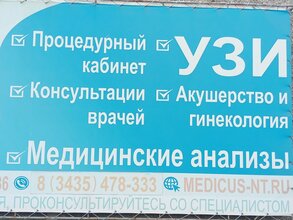 Процедурный кабинет
УЗИ
Консультации врачей
Акушерство и гинекология
Медицинские анализы
8 (3435) 478-333 MEDICUS-NT.RU
ПРОКОНСУЛЬТИРУЙТЕСЬ СО СПЕЦИАЛИСТОМ